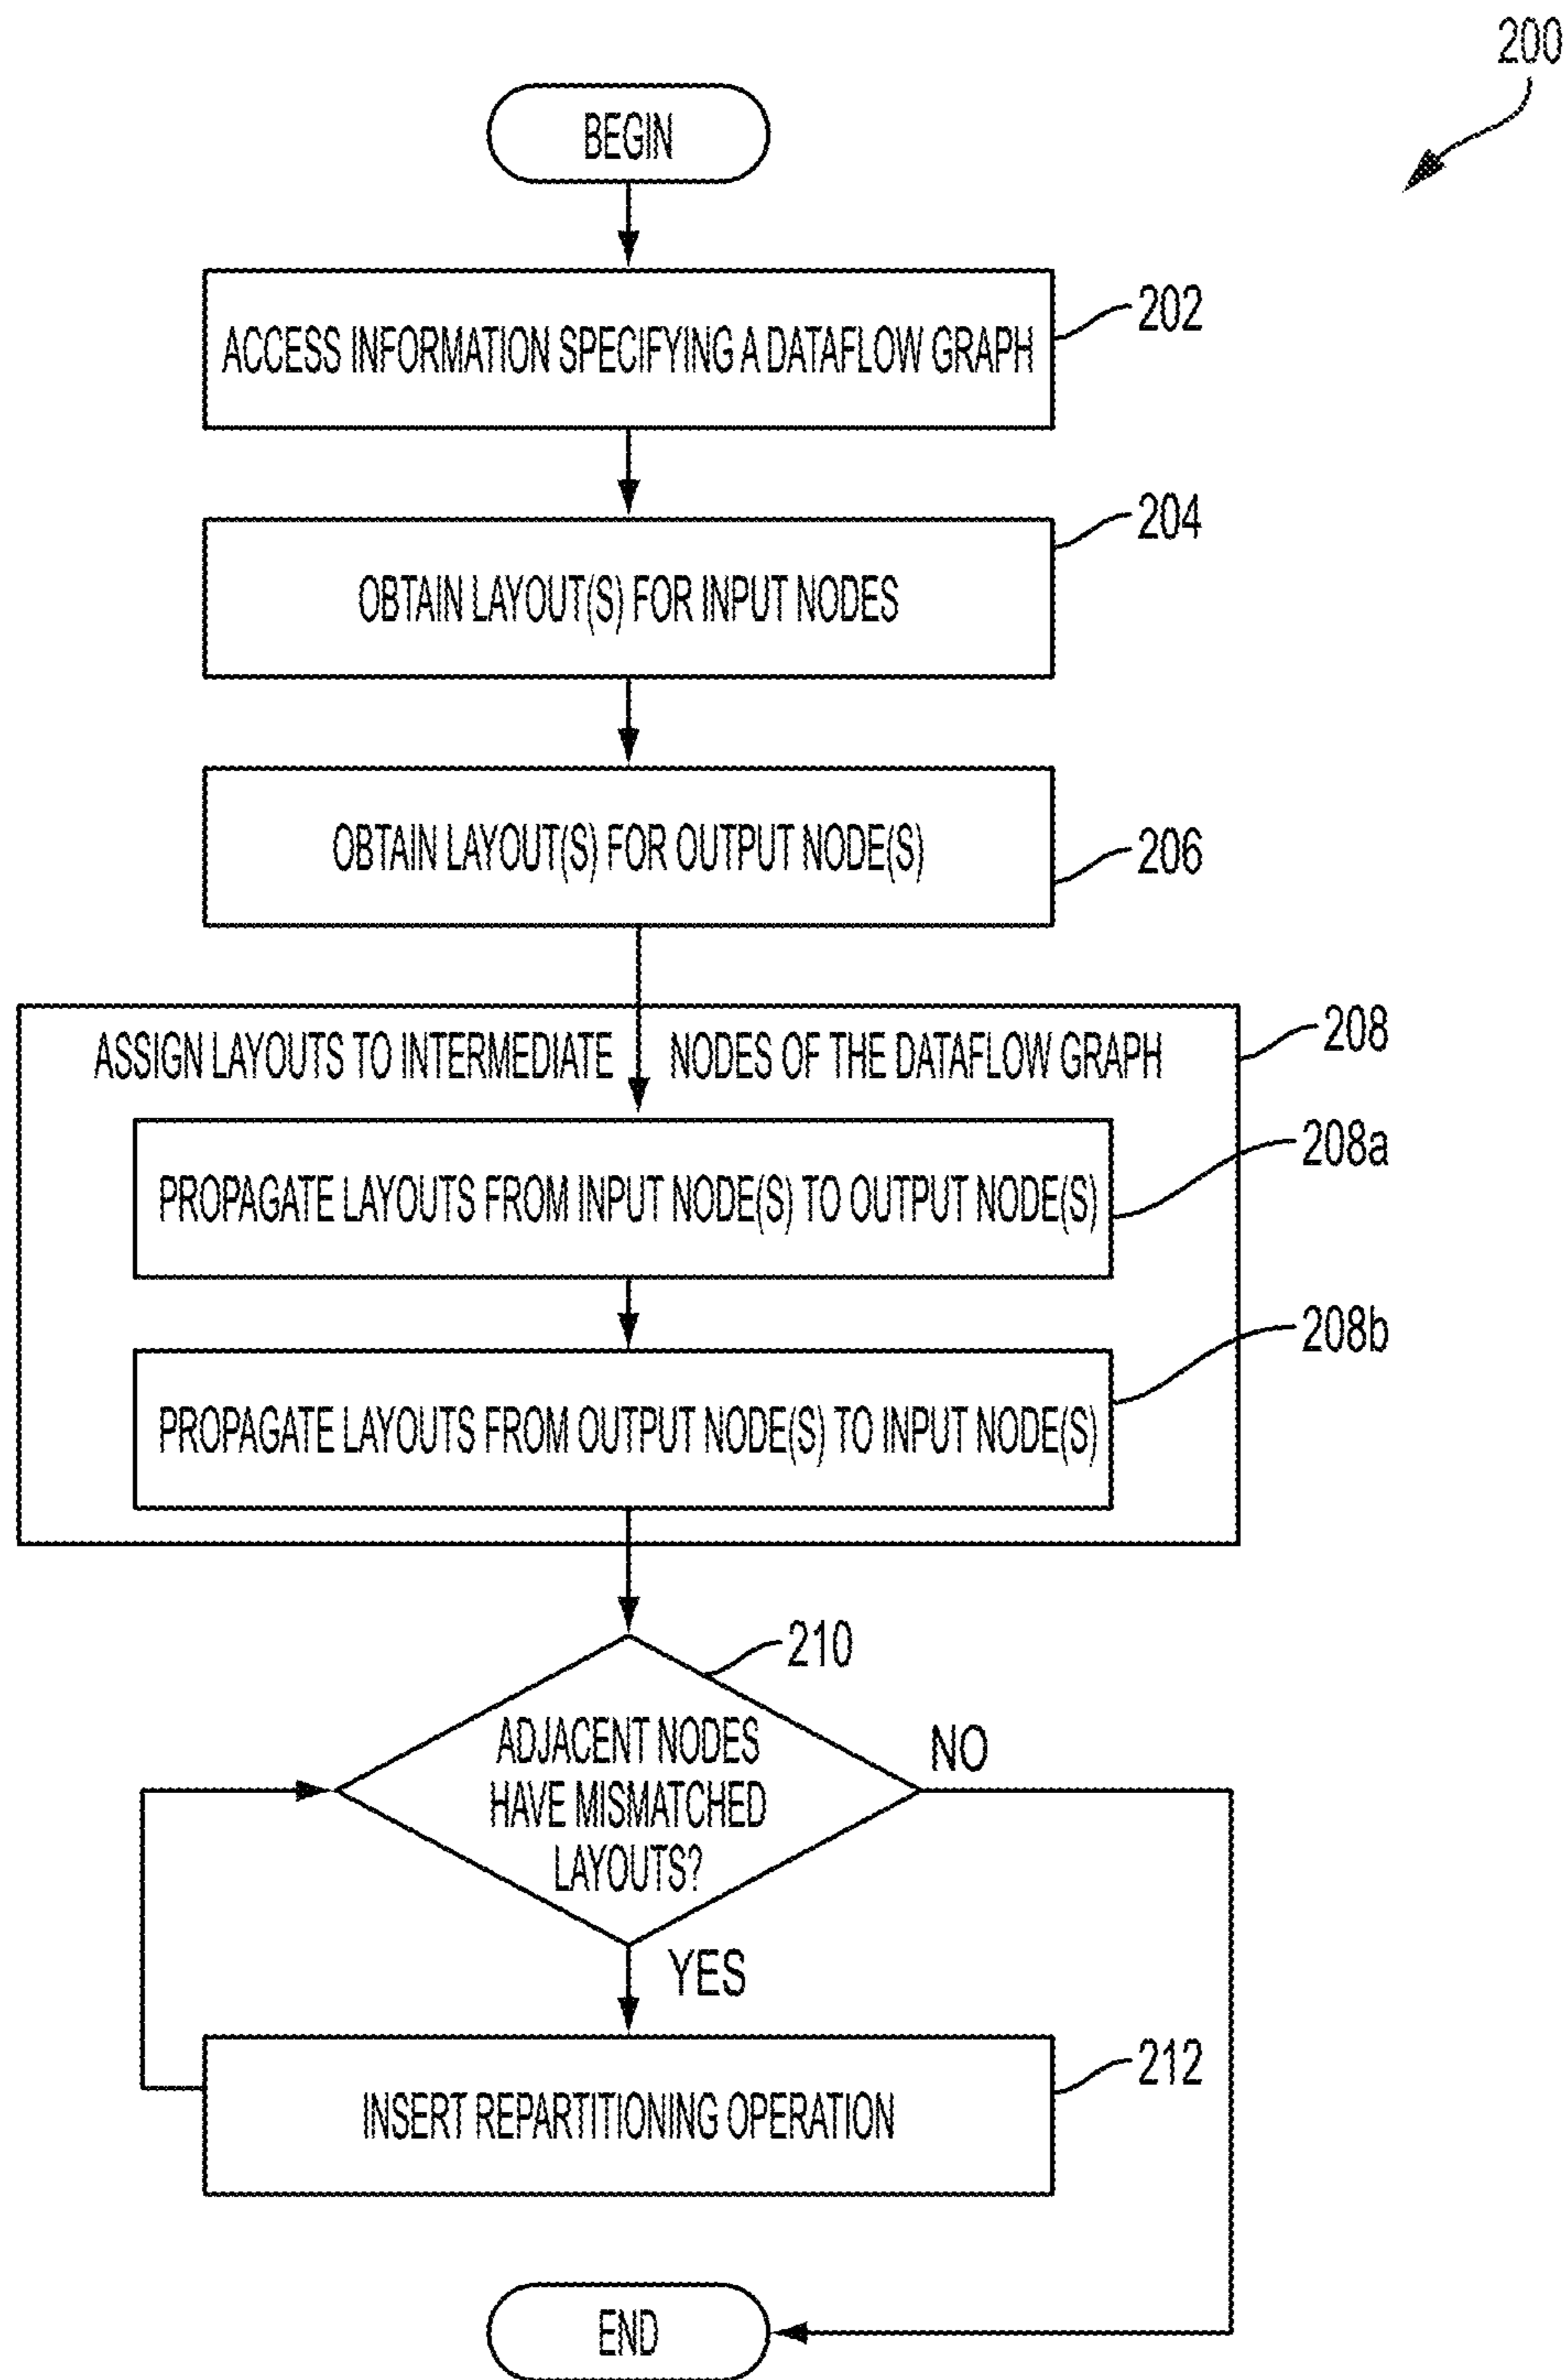 200
BEGIN
202
ACCESS INFORMATION SPECIFYING A DATAFLOW GRAPH
204
OBTAIN LAYOUT(S) FOR INPUT NODES
OBTAIN LAYOUT(S) FOR OUTPUT NODE(S)
206
ASSIGN LAYOUTS TO INTERMEDIATE NODES OF THE DATAFLOW GRAPH
208
208a
PROPAGATE LAYOUTS FROM INPUT NODE(S) TO OUTPUT NODE(S)
208b
PROPAGATE LAYOUTS FROM OUTPUT NODE(S) TO INPUT NODE(S)
210
ADJACENT NODES
HAVE MISMATCHED
LAYOUTS?
NO
YES
212
INSERT REPARTITIONING OPERATION
END